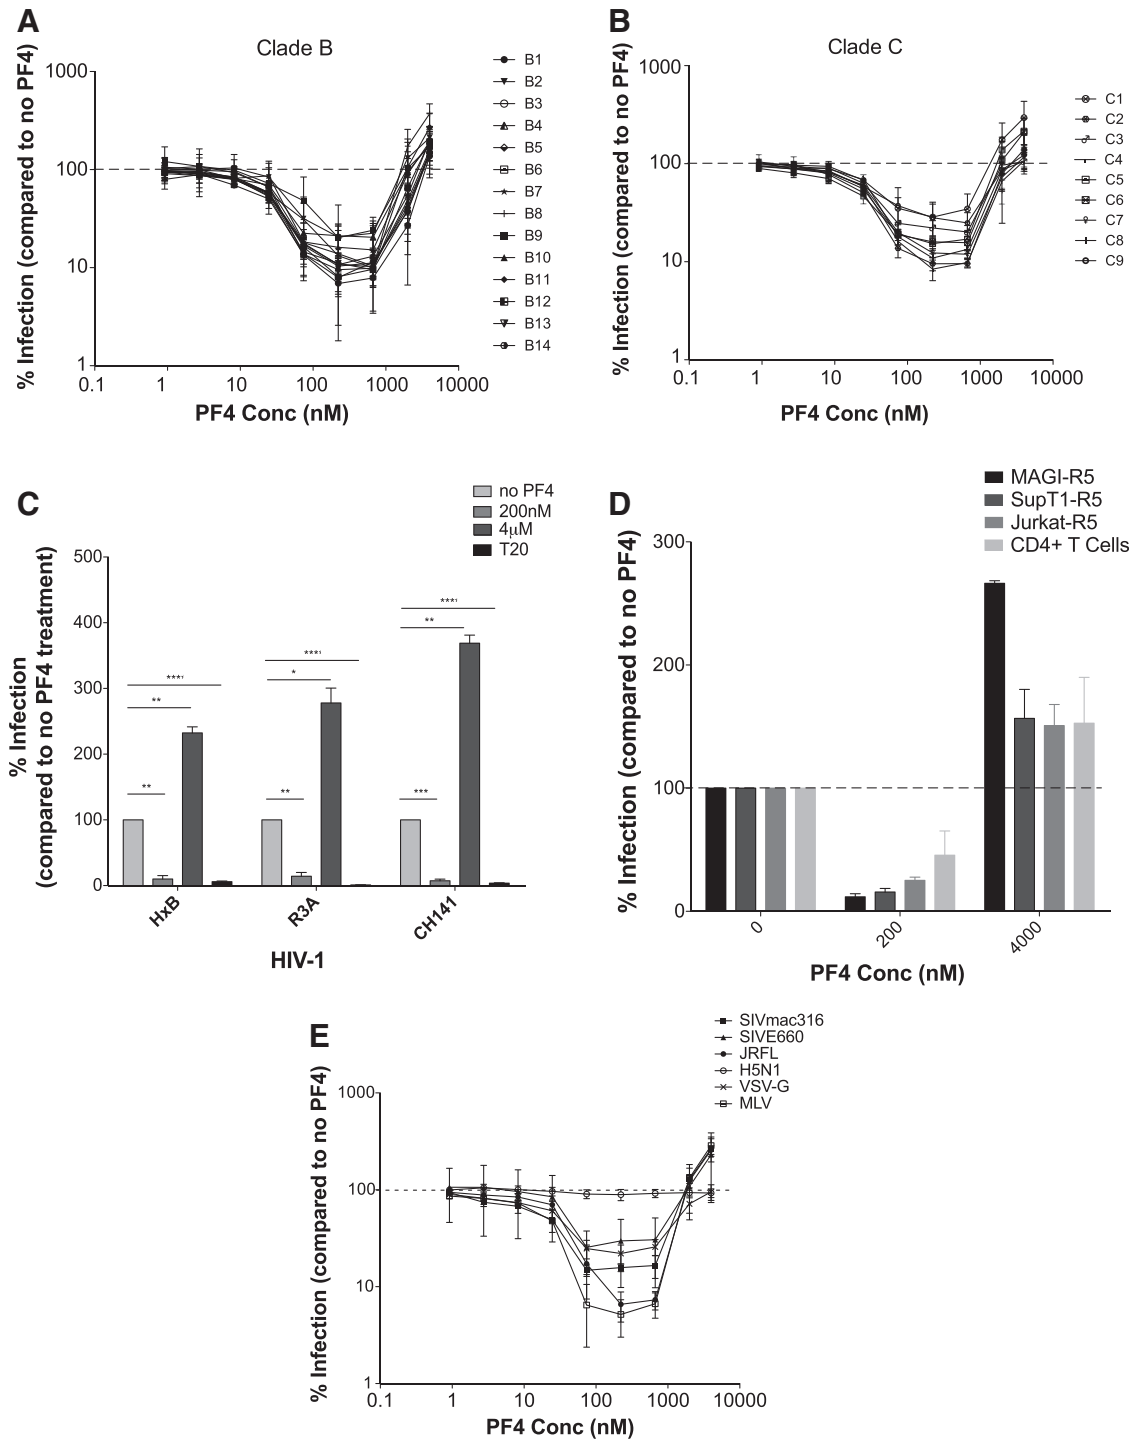 A
Clade B
% Infection (compared to no PF4)
1000
100
10
1
0.1 1 10 100 1000 10000
PF4 Conc (nM)
B1
B2
B3
B4
B5
B6
B7
B8
B9
B10
B11
B12
B13
B14
B
Clade C
% Infection (compared to no PF4)
1000
100
10
1
0.1 1 10 100 1000 10000
PF4 Conc (nM)
C1
C2
C3
C4
C5
C6
C7
C8
C9
C
no PF4
200nM
4μM
T20
% Infection
(compared to no PF4 treatment)
500
400
300
200
100
0
**
**
**
*
***
**
HxB
R3A
CH141
HIV-1
D
MAGI-R5
SupT1-R5
Jurkat-R5
CD4+ T Cells
% Infection (compared to no PF4)
300
200
100
0
0
200
4000
PF4 Conc (nM)
E
SIVmac316
SIVE660
JRFL
H5N1
VSV-G
MLV
% Infection (compared to no PF4)
1000
100
10
1
0.1 1 10 100 1000 10000
PF4 Conc (nM)